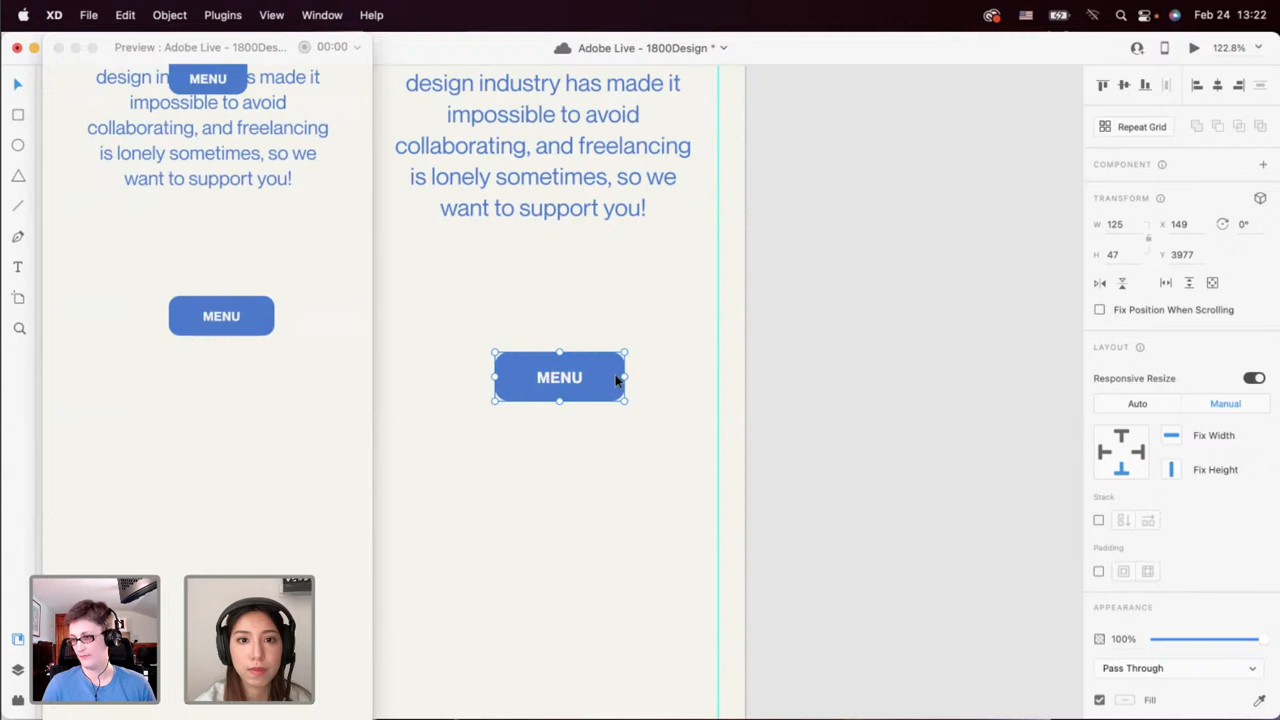 XD File Edit Object Plugins View Window Help
Feb 24 13:22
Preview : Adobe Live - 1800Des... 00:00
Adobe Live - 1800Design *
122.8%
design in
s made it
MENU
impossible to avoid
collaborating, and freelancing
is lonely sometimes, so we
want to support you!
MENU
design industry has made it
impossible to avoid
collaborating, and freelancing
is lonely sometimes, so we
want to support you!
MENU
Repeat Grid
COMPONENT
TRANSFORM
W 125 X 149 0°
H 47 Y 3977
Fix Position When Scrolling
LAYOUT
Responsive Resize
Auto Manual
Fix Width
Fix Height
Stack
Padding
APPEARANCE
100%
Pass Through
Fill